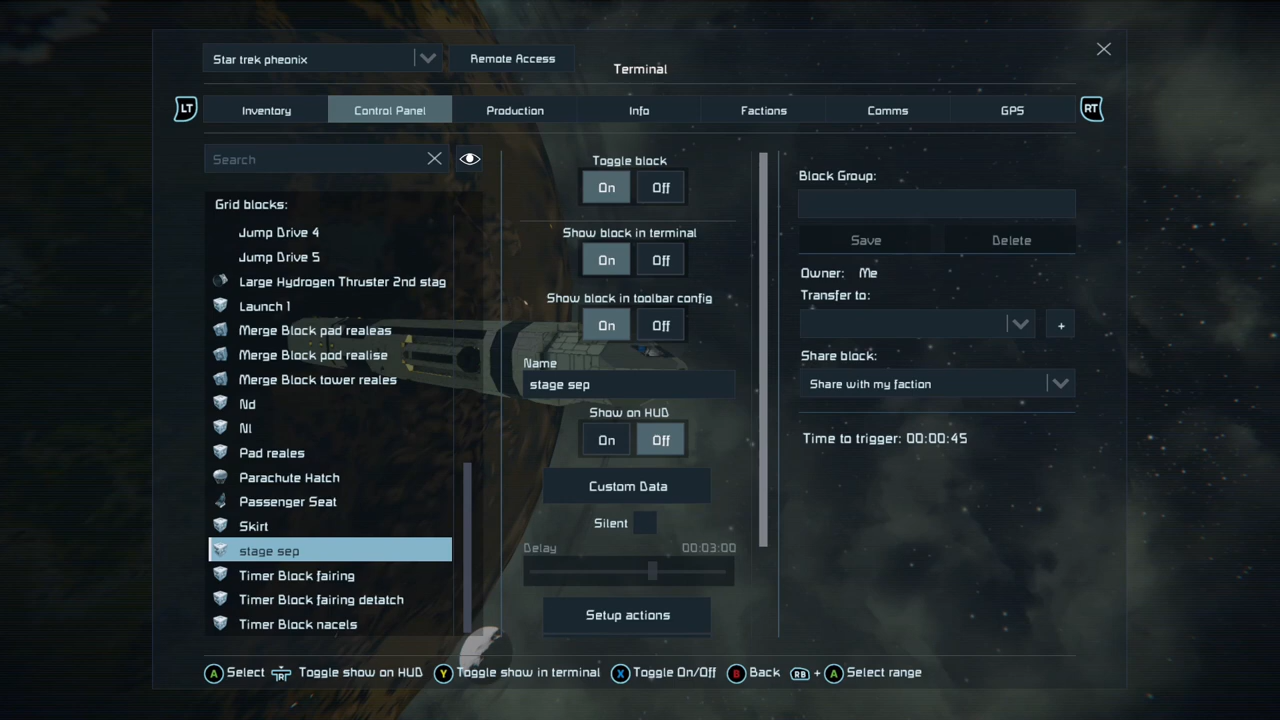 Star trek pheonix
Remote Access
Terminal
LT
Inventory
Control Panel
Production
Info
Factions
Comms
GPS
RT
Search
Grid blocks:
Jump Drive 4
Jump Drive 5
Large Hydrogen Thruster 2nd stag
Launch 1
Merge Block pad realeas
Merge Block pad realise
Merge Block tower reales
Nd
Nl
Pad reales
Parachute Hatch
Passenger Seat
Skirt
stage sep
Timer Block fairing
Timer Block fairing detatch
Timer Block nacels
Toggle block
On Off
Show block in terminal
On Off
Show block in toolbar config
On Off
Name
stage sep
Show on HUD
On Off
Custom Data
Silent
Delay 00:03:00
Setup actions
Block Group:
Save Delete
Owner: Me
Transfer to:
+
Share block:
Share with my faction
Time to trigger: 00:00:45
A Select R Toggle show on HUD Y Toggle show in terminal X Toggle On/Off B Back RB + A Select range